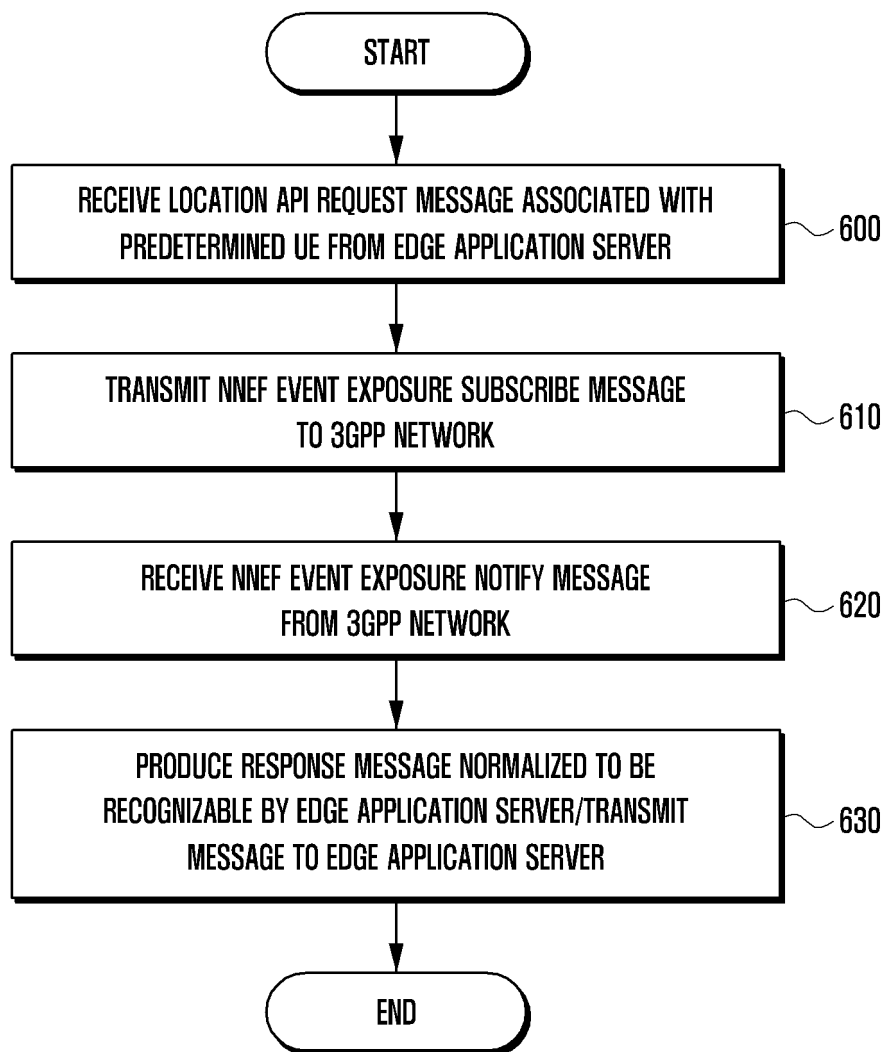 START
RECEIVE LOCATION API REQUEST MESSAGE ASSOCIATED WITH
PREDETERMINED UE FROM EDGE APPLICATION SERVER
600
TRANSMIT NNEF EVENT EXPOSURE SUBSCRIBE MESSAGE
TO 3GPP NETWORK
610
RECEIVE NNEF EVENT EXPOSURE NOTIFY MESSAGE
FROM 3GPP NETWORK
620
PRODUCE RESPONSE MESSAGE NORMALIZED TO BE
RECOGNIZABLE BY EDGE APPLICATION SERVER/TRANSMIT
MESSAGE TO EDGE APPLICATION SERVER
630
END